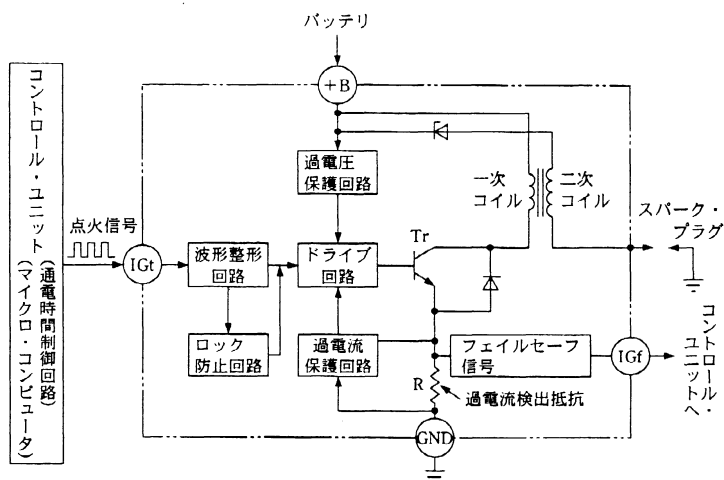 バッテリ
+B
コントロール・ユニット
(通電時間制御回路)
(マイクロ・コンピュータ)
点火信号
IGt
過電圧
保護回路
一次
コイル
二次
コイル
スパーク・
プラグ
波形整形
回路
ドライブ
回路
Tr
ロック
防止回路
過電流
保護回路
フェイルセーフ
信号
IGf
コントロール・
ユニットへ
R
過電流検出抵抗
GND